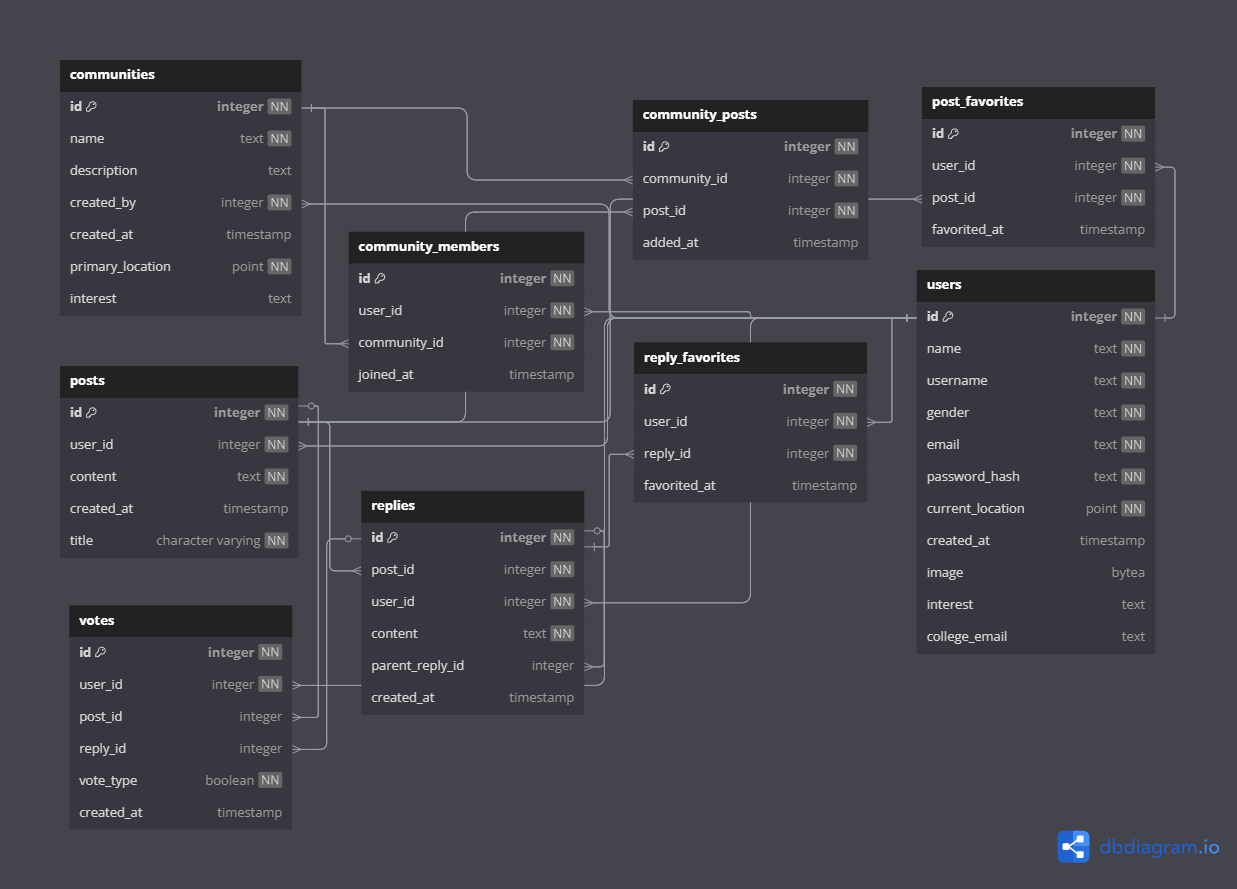 communities
id integer NN
name text NN
description text
created_by integer NN
created_at timestamp
primary_location point NN
interest text
community_posts
id integer NN
community_id integer NN
post_id integer NN
added_at timestamp
post_favorites
id integer NN
user_id integer NN
post_id integer NN
favorited_at timestamp
community_members
id integer NN
user_id integer NN
community_id integer NN
joined_at timestamp
users
id integer NN
name text NN
username text NN
gender text NN
email text NN
password_hash text NN
current_location point NN
created_at timestamp
image bytea
interest text
college_email text
reply_favorites
id integer NN
user_id integer NN
reply_id integer NN
favorited_at timestamp
posts
id integer NN
user_id integer NN
content text NN
created_at timestamp
title character varying NN
replies
id integer NN
post_id integer NN
user_id integer NN
content text NN
parent_reply_id integer
created_at timestamp
votes
id integer NN
user_id integer NN
post_id integer
reply_id integer
vote_type boolean NN
created_at timestamp
dbdiagram.io